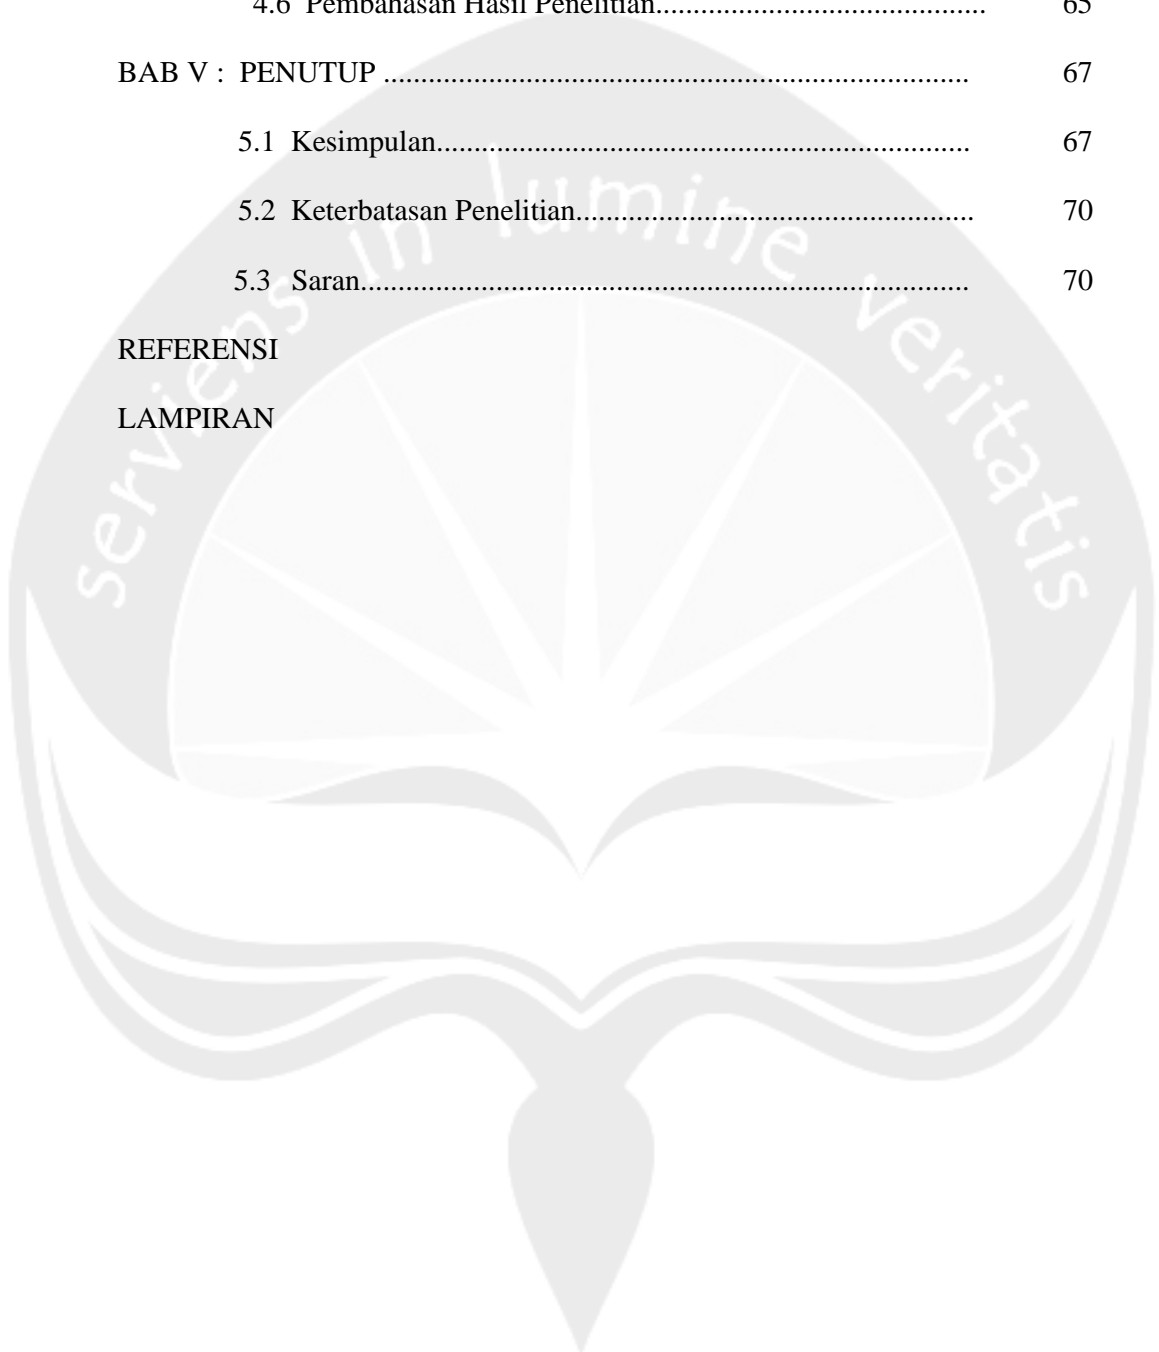 4.6 Pembahasan Hasil Penelitian............................................ 65
BAB V : PENUTUP .............................................................................. 67
5.1 Kesimpulan....................................................................... 67
5.2 Keterbatasan Penelitian..................................................... 70
5.3 Saran................................................................................. 70
REFERENSI
LAMPIRAN
serviens in lumine veritatis